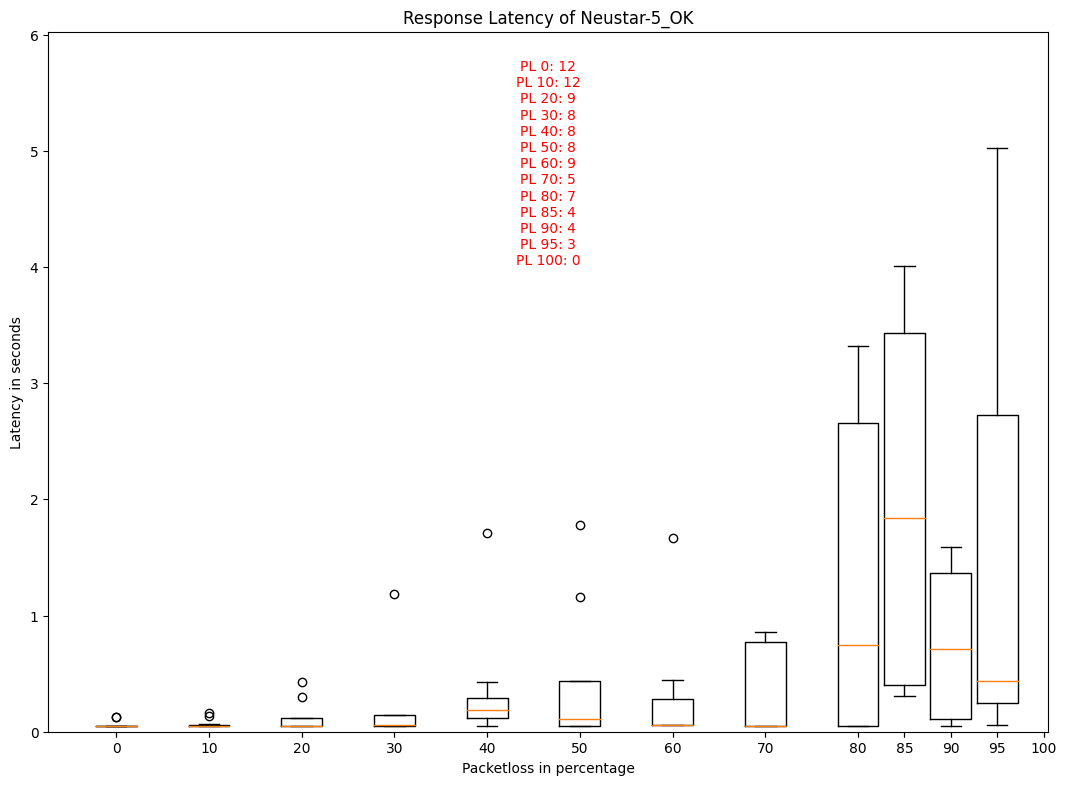 Response Latency of Neustar-5_OK
6
5
4
3
2
1
0
Latency in seconds
PL 0: 12
PL 10: 12
PL 20: 9
PL 30: 8
PL 40: 8
PL 50: 8
PL 60: 9
PL 70: 5
PL 80: 7
PL 85: 4
PL 90: 4
PL 95: 3
PL 100: 0
0 10 20 30 40 50 60 70 80 85 90 95 100
Packetloss in percentage